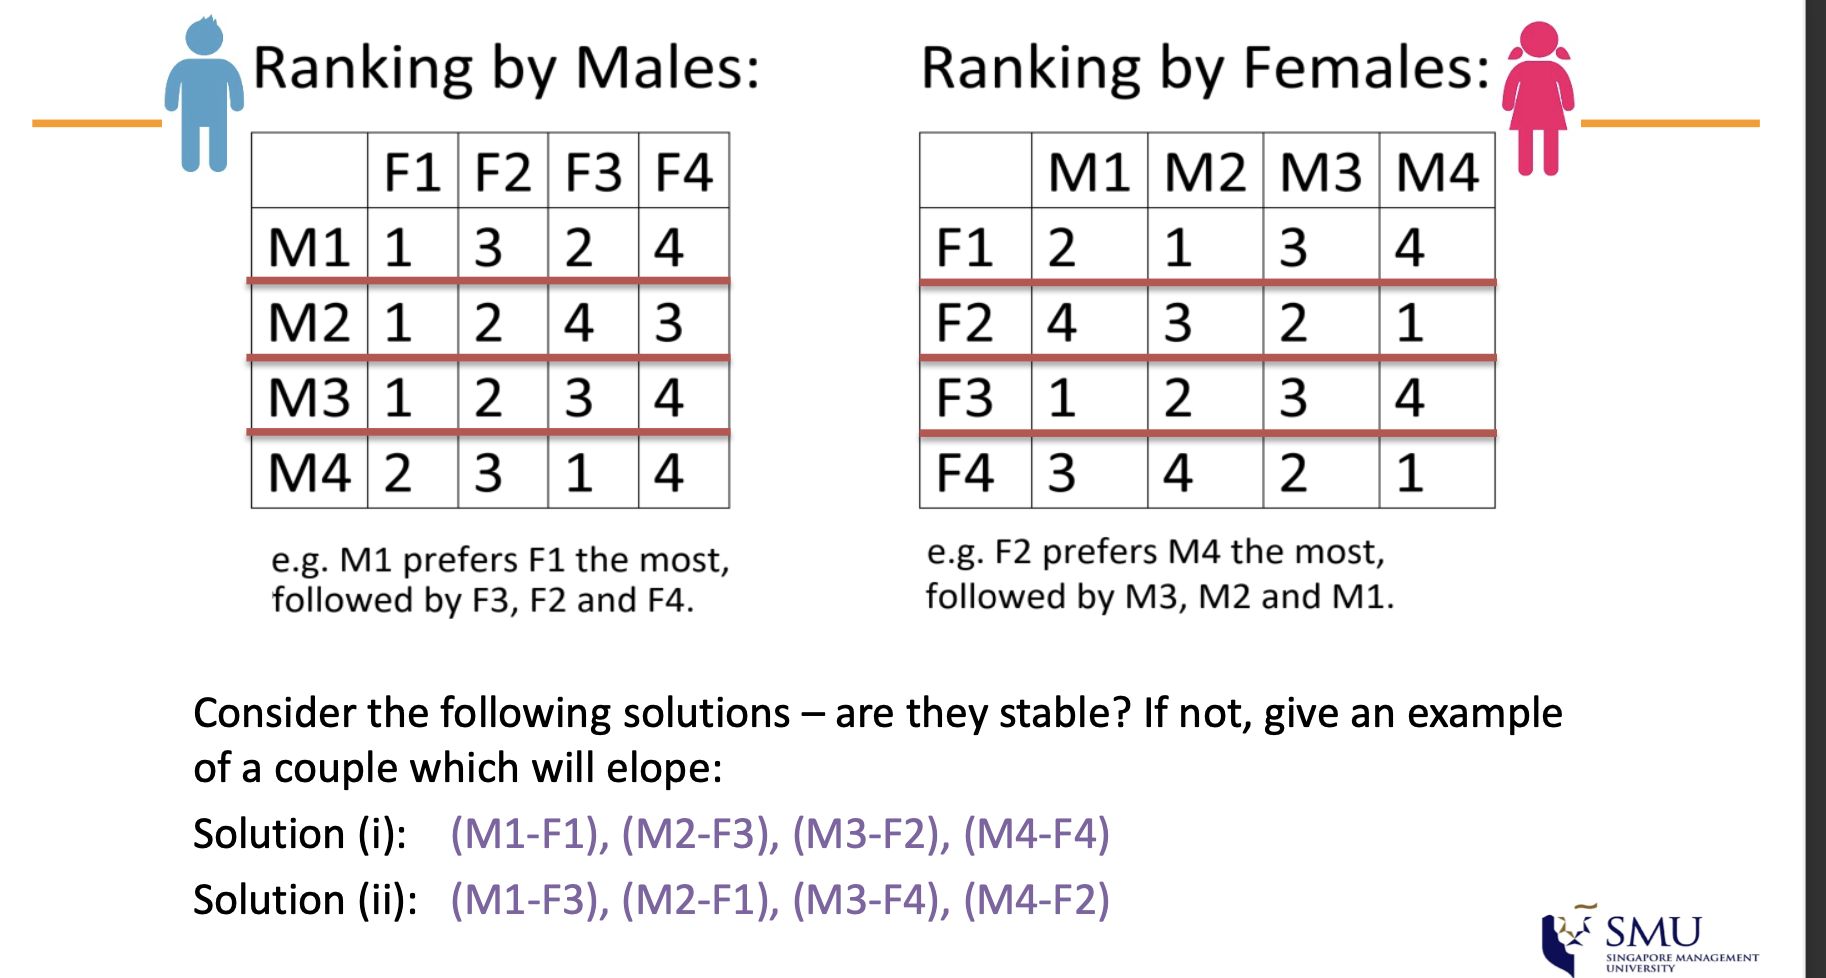 Ranking by Males:
Ranking by Females:
F1 F2 F3 F4
M1 1 3 2 4
M2 1 2 4 3
M3 1 2 3 4
M4 2 3 1 4
M1 M2 M3 M4
F1 2 1 3 4
F2 4 3 2 1
F3 1 2 3 4
F4 3 4 2 1
e.g. M1 prefers F1 the most,
followed by F3, F2 and F4.
e.g. F2 prefers M4 the most,
followed by M3, M2 and M1.
Consider the following solutions – are they stable? If not, give an example
of a couple which will elope:
Solution (i): (M1-F1), (M2-F3), (M3-F2), (M4-F4)
Solution (ii): (M1-F3), (M2-F1), (M3-F4), (M4-F2)
SMU
SINGAPORE MANAGEMENT
UNIVERSITY